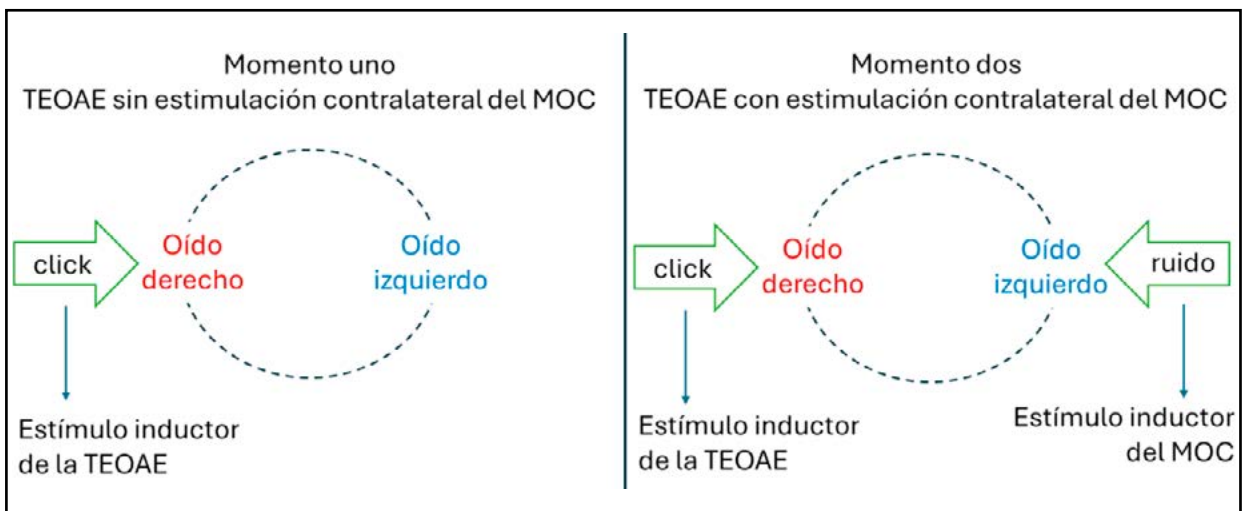 Momento uno
TEOAE sin estimulación contralateral del MOC
click
Oído
derecho
Oído
izquierdo
Estímulo inductor
de la TEOAE
Momento dos
TEOAE con estimulación contralateral del MOC
click
Oído
derecho
Oído
izquierdo
ruido
Estímulo inductor
de la TEOAE
Estímulo inductor
del MOC